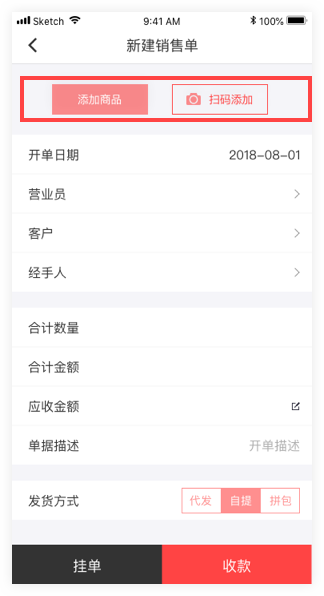 Sketch 9:41 AM 100%
新建销售单
添加商品 扫码添加
开单日期 2018-08-01
营业员
客户
经手人
合计数量
合计金额
应收金额
单据描述 开单描述
发货方式 代发 自提 拼包
挂单 收款